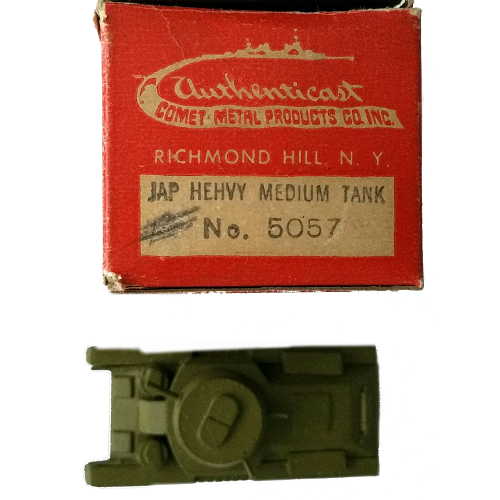 Authenticast
COMET METAL PRODUCTS CO. INC.
RICHMOND HILL, N. Y.
JAP HEHVY MEDIUM TANK
No. 5057